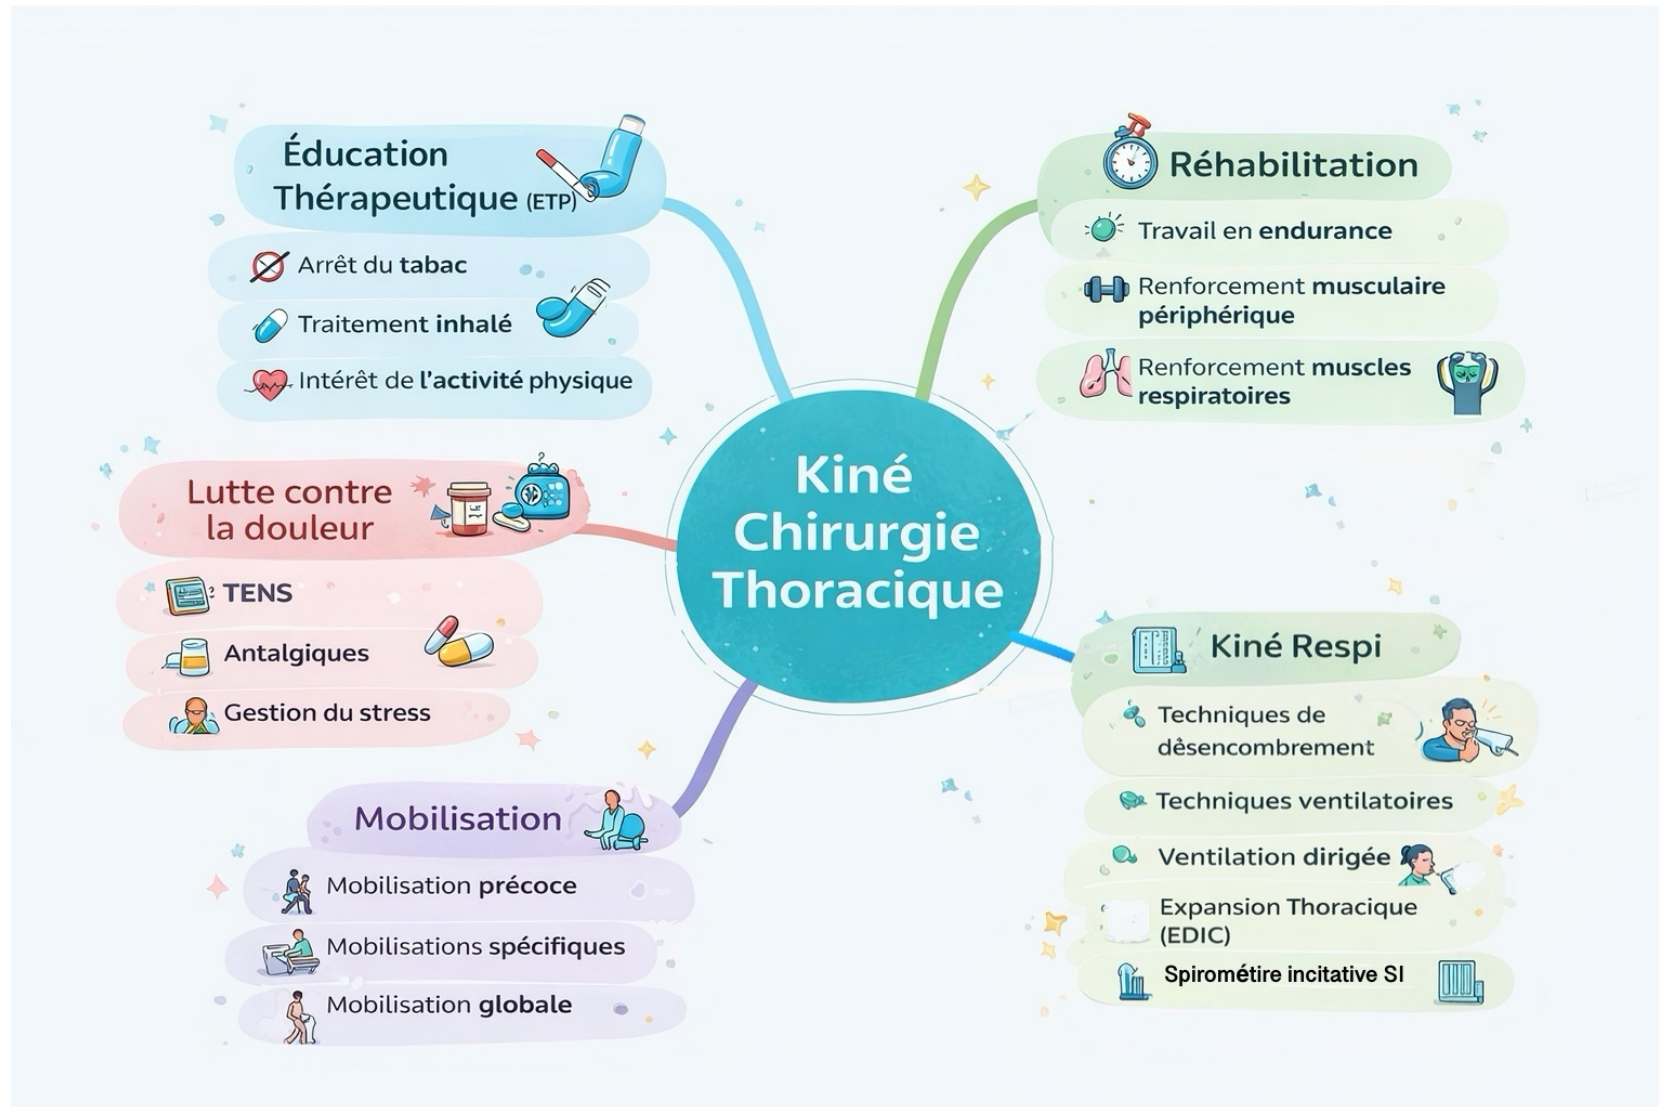 Éducation
Thérapeutique (ETP)
Arrêt du tabac
Traitement inhalé
Intérêt de l'activité physique
Lutte contre
la douleur
TENS
Antalgiques
Gestion du stress
Mobilisation
Mobilisation précoce
Mobilisations spécifiques
Mobilisation globale
Kiné
Chirurgie
Thoracique
Réhabilitation
Travail en endurance
Renforcement musculaire
périphérique
Renforcement muscles
respiratoires
Kiné Respi
Techniques de
désencombrement
Techniques ventilatoires
Ventilation dirigée
Expansion Thoracique
(EDIC)
Spirométire incitative SI